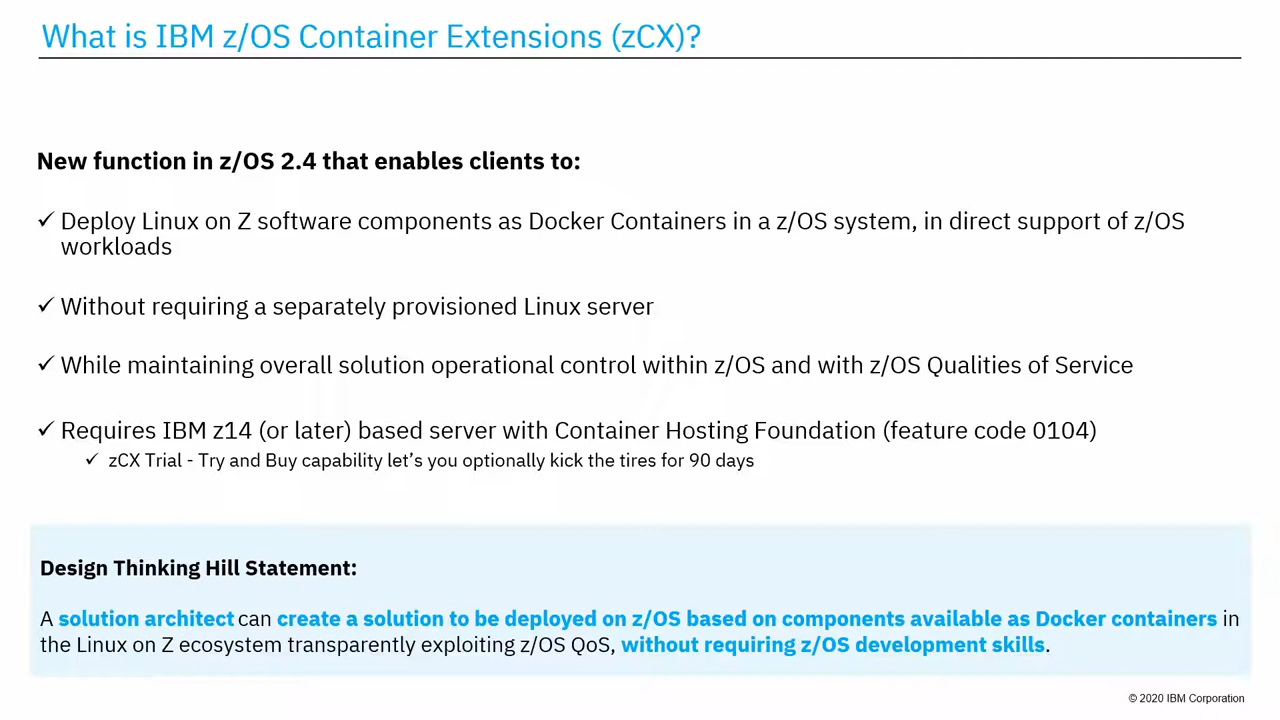 What is IBM z/OS Container Extensions (zCX)?
New function in z/OS 2.4 that enables clients to:
✓ Deploy Linux on Z software components as Docker Containers in a z/OS system, in direct support of z/OS
workloads
✓ Without requiring a separately provisioned Linux server
✓ While maintaining overall solution operational control within z/OS and with z/OS Qualities of Service
✓ Requires IBM z14 (or later) based server with Container Hosting Foundation (feature code 0104)
✓ zCX Trial - Try and Buy capability let's you optionally kick the tires for 90 days
Design Thinking Hill Statement:
A solution architect can create a solution to be deployed on z/OS based on components available as Docker containers in
the Linux on Z ecosystem transparently exploiting z/OS QoS, without requiring z/OS development skills.
© 2020 IBM Corporation